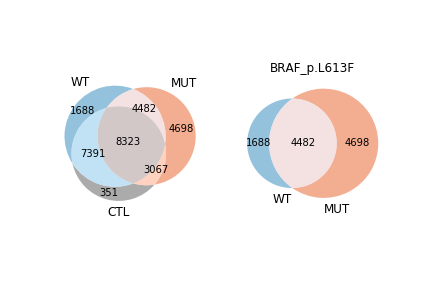 BRAF_p.L613F
WT
MUT
1688
4482
4698
8323
7391
3067
351
CTL
1688
4482
4698
WT
MUT